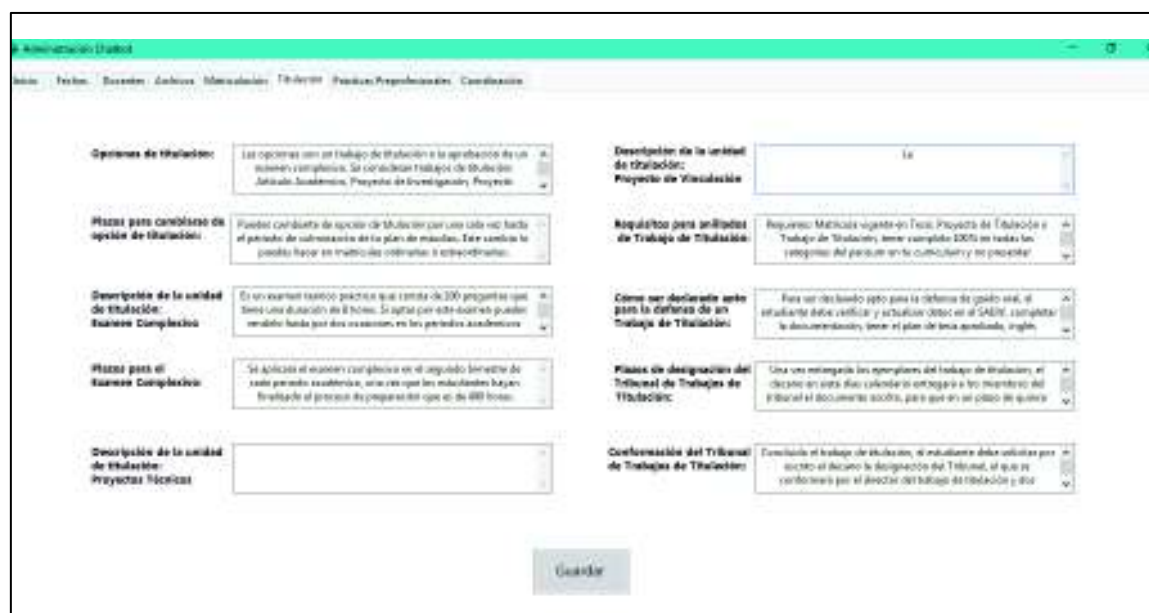 Administración Chatbot
Inicio Fechas Docentes Archivos Matriculación Titulación Prácticas Preprofesionales Coordinación
Opciones de titulación:
Las opciones son un trabajo de titulación o la aprobación de un
examen complexivo. Se consideran trabajos de titulación:
Artículo Académico, Proyecto de Investigación, Proyecto
Plazos para cambiarse de
opción de titulación:
Puedes cambiarte de opción de titulación por una sola vez hasta
el periodo de culminación de tu plan de estudios. Este cambio lo
puedes hacer en matrículas ordinarias o extraordinarias.
Descripción de la unidad
de titulación:
Examen Complexivo
Es un examen teórico práctico que consta de 200 preguntas que
tiene una duración de 8 horas. Si optas por este examen puedes
rendirlo hasta por dos ocasiones en los periodos académicos
Plazos para el
Examen Complexivo
Se aplicará el examen complexivo en el segundo bimestre de
cada periodo académico, una vez que los estudiantes hayan
finalizado el proceso de preparación que es de 400 horas.
Descripción de la unidad
de titulación:
Proyectos Técnicos
Descripción de la unidad
de titulación:
Proyecto de Vinculación
Requisitos para anillados
de Trabajo de Titulación:
Requieres: Matrícula vigente en Tesis, Proyecto de Titulación o
Trabajo de Titulación, tener completo 100% en todas las
categorías del pensum en tu curriculum y no presentar
Cómo ser declarado apto
para la defensa de un
Trabajo de Titulación:
Para ser declarado apto para la defensa de grado oral, el
estudiante debe verificar y actualizar datos en el SAEW, completar
la documentación, tener el plan de tesis aprobado, inglés,
Plazos de designación del
Tribunal de Trabajos de
Titulación:
Una vez entregado los ejemplares del trabajo de titulación, el
decano en siete días calendario entregará a los miembros del
tribunal el documento escrito, para que en un plazo de quince
Conformación del Tribunal
de Trabajos de Titulación:
Concluido el trabajo de titulación, el estudiante debe solicitar por
escrito al decano la designación del Tribunal, el que se
conformará por el director del trabajo de titulación y dos
Guardar